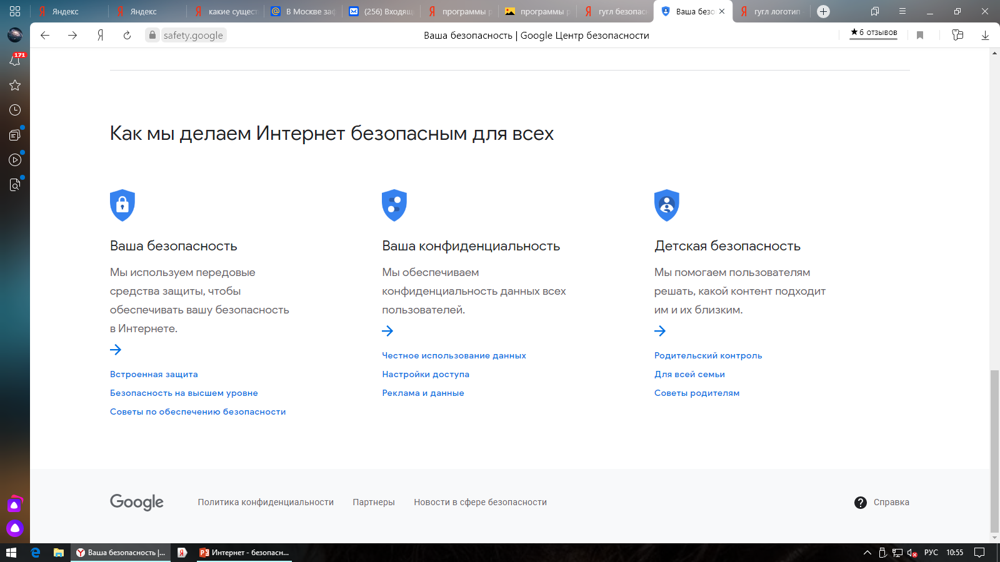 Яндекс
Яндекс
какие сущест
В Москве за
(256) Входящ
программы р
программы р
гугл безопасн
Ваша безо
гугл логотип
safety.google
Ваша безопасность | Google Центр безопасности
★6 отзывов
171
Как мы делаем Интернет безопасным для всех
Ваша безопасность
Мы используем передовые
средства защиты, чтобы
обеспечивать вашу безопасность
в Интернете.
Встроенная защита
Безопасность на высшем уровне
Советы по обеспечению безопасности
Ваша конфиденциальность
Мы обеспечиваем
конфиденциальность данных всех
пользователей.
Честное использование данных
Настройки доступа
Реклама и данные
Детская безопасность
Мы помогаем пользователям
решать, какой контент подходит
им и их близким.
Родительский контроль
Для всей семьи
Советы родителям
Google
Политика конфиденциальности
Партнеры
Новости в сфере безопасности
Справка
Ваша безопасность |...
Интернет - безопасн...
РУС
10:55